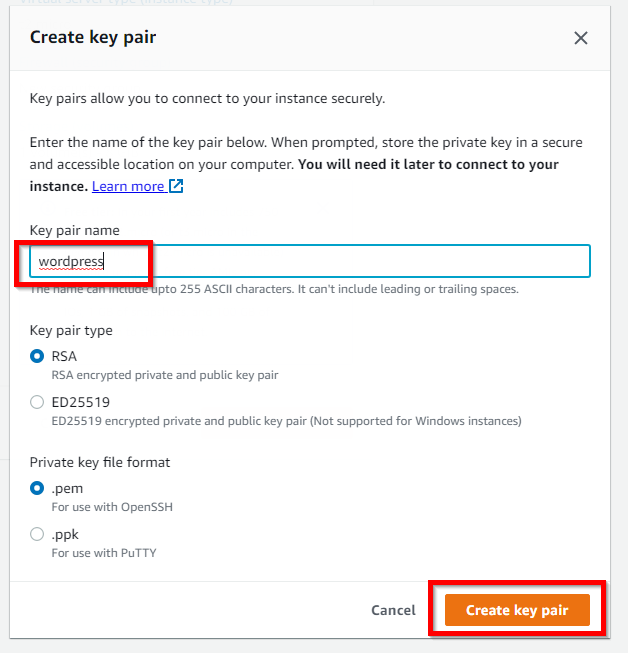 Virtual server type (instance type)
Create key pair
Key pairs allow you to connect to your instance securely.
Enter the name of the key pair below. When prompted, store the private key in a secure
and accessible location on your computer. You will need it later to connect to your
instance. Learn more
Key pair name
wordpress
The name can include upto 255 ASCII characters. It can't include leading or trailing spaces.
Key pair type
RSA
RSA encrypted private and public key pair
ED25519
ED25519 encrypted private and public key pair (Not supported for Windows instances)
Private key file format
.pem
For use with OpenSSH
.ppk
For use with PuTTY
Cancel
Create key pair